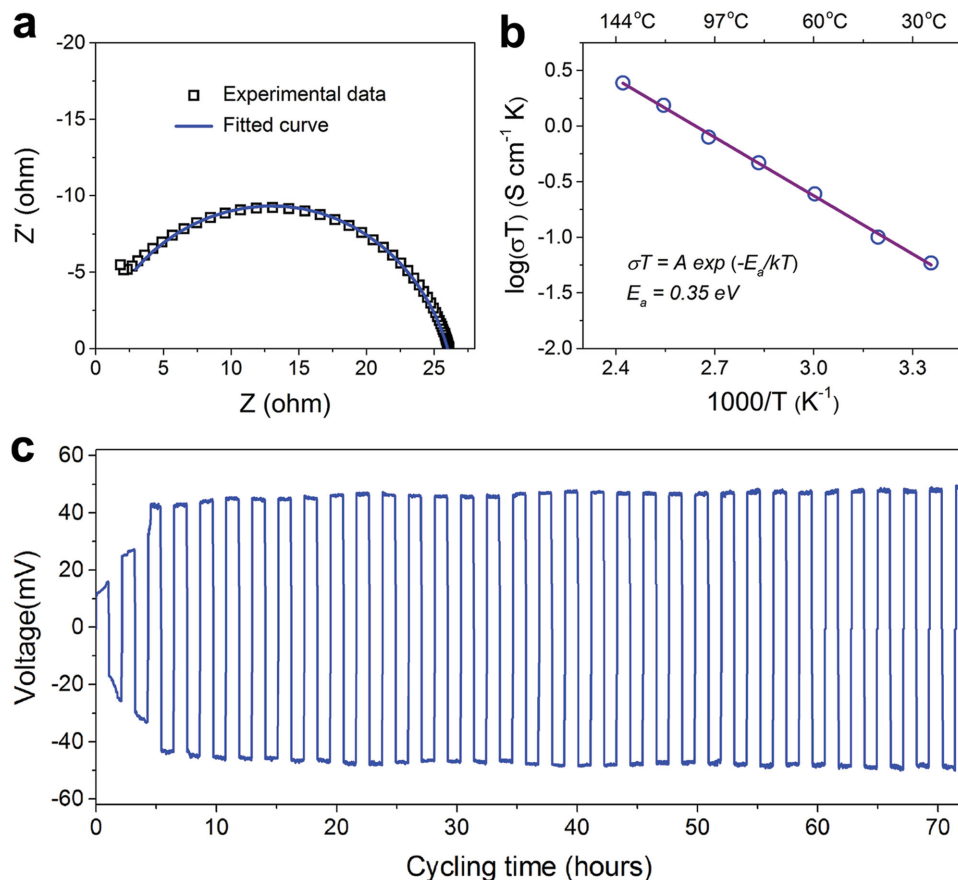 a
-20
-15
-10
-5
0
Z' (ohm)
Experimental data
Fitted curve
0 5 10 15 20 25
Z (ohm)
b
144°C 97°C 60°C 30°C
0.5
0.0
-0.5
-1.0
-1.5
-2.0
log(σT) (S cm⁻¹ K)
σT = A exp (-Eₐ/kT)
Eₐ = 0.35 eV
2.4 2.7 3.0 3.3
1000/T (K⁻¹)
c
60
40
20
0
-20
-40
-60
Voltage(mV)
0 10 20 30 40 50 60 70
Cycling time (hours)